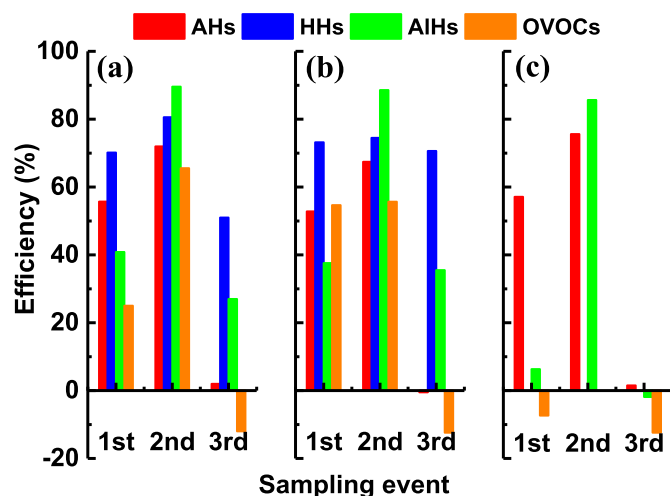 AHs HHs AlHs OVOCs
(a) (b) (c)
Efficiency (%)
100
80
60
40
20
0
-20
1st 2nd 3rd 1st 2nd 3rd 1st 2nd 3rd
Sampling event